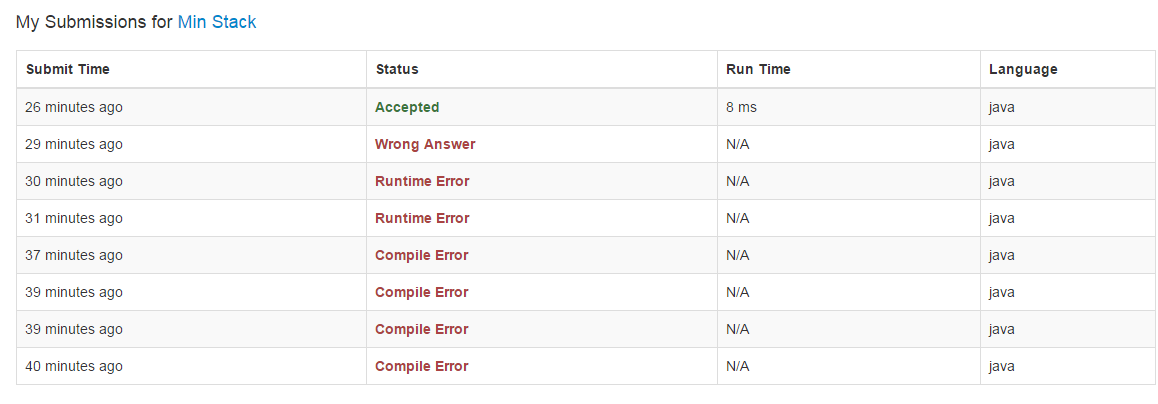 My Submissions for Min Stack
Submit Time Status Run Time Language
26 minutes ago Accepted 8 ms java
29 minutes ago Wrong Answer N/A java
30 minutes ago Runtime Error N/A java
31 minutes ago Runtime Error N/A java
37 minutes ago Compile Error N/A java
39 minutes ago Compile Error N/A java
39 minutes ago Compile Error N/A java
40 minutes ago Compile Error N/A java